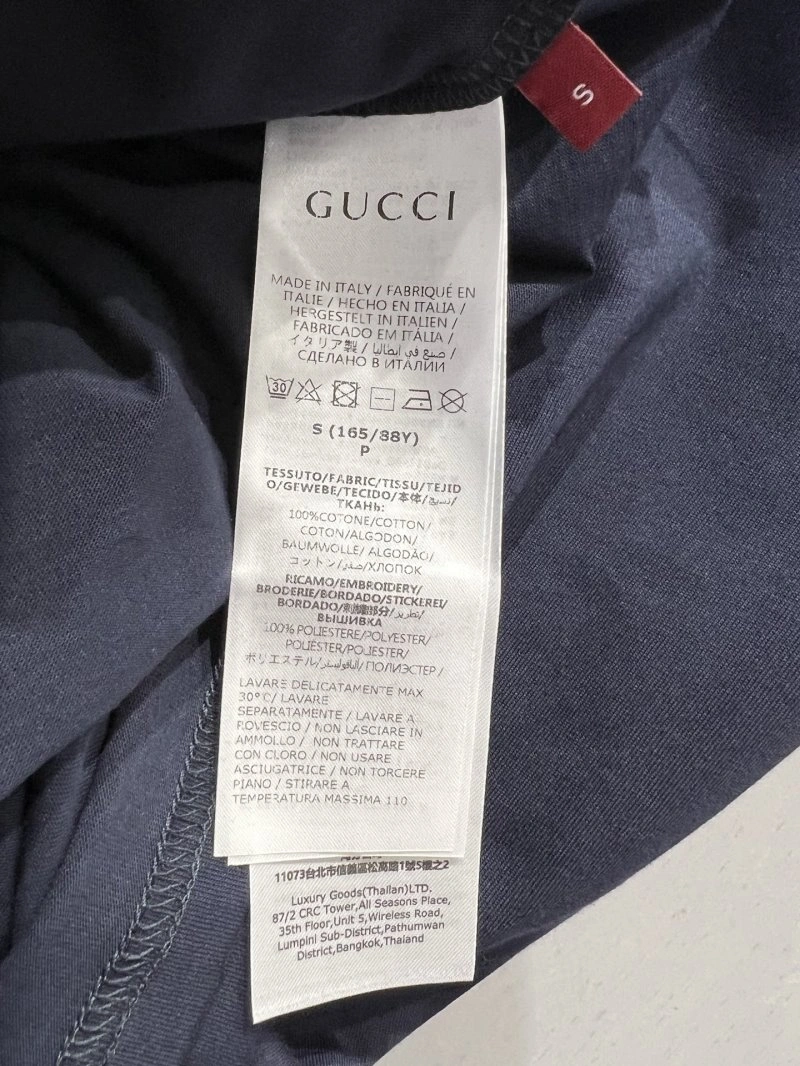 S
GUCCI
MADE IN ITALY / FABRIQUÉ EN
ITALIE / HECHO EN ITALIA /
HERGESTELLT IN ITALIEN /
FABRICADO EM ITÁLIA /
イタリア製 / صنع في ايطاليا /
СДЕЛАНО В ИТАЛИИ
30
S (165/88Y)
P
TESSUTO/FABRIC/TISSU/TEJID
O/GEWEBE/TECIDO/本体/نسيج/
ТКАНЬ:
100%COTONE/COTTON/
COTON/ALGODON/
BAUMWOLLE/ ALGODÃO/
コットン/صدر/ХЛОПОК
RICAMO/EMBROIDERY/
BRODERIE/BORDADO/STICKEREI/
BORDADO/刺繍部分/تطريز/
ВЫШИВКА
100% POLIESTERE/POLYESTER/
POLIÉSTER/POLIESTER/
ポリエステル/ПОЛИЭСТЕР /
LAVARE DELICATAMENTE MAX
30°C/ LAVARE
SEPARATAMENTE / LAVARE A
ROVESCIO / NON LASCIARE IN
AMMOLLO / NON TRATTARE
CON CLORO / NON USARE
ASCIUGATRICE / NON TORCERE
PIANO / STIRARE A
TEMPERATURA MASSIMA 110
11073台北市信義區松高路1號5樓之2
Luxury Goods(Thailan)LTD.
87/2 CRC Tower,All Seasons Place,
35th Floor,Unit 5,Wireless Road,
Lumpini Sub-District,Pathumwan
District,Bangkok,Thailand